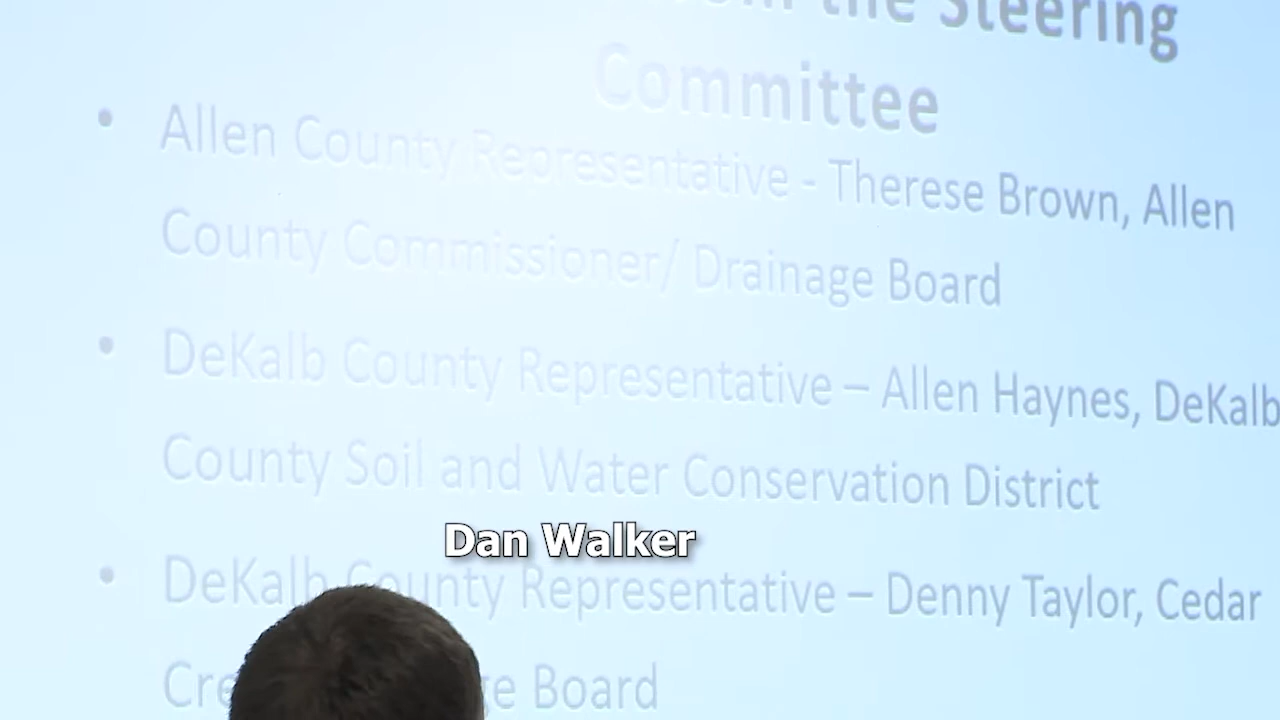 the Steering
Committee
• Allen County Representative - Therese Brown, Allen
County Commissioner/ Drainage Board
• DeKalb County Representative – Allen Haynes, DeKalb
County Soil and Water Conservation District
Dan Walker
• DeKalb County Representative – Denny Taylor, Cedar
Board